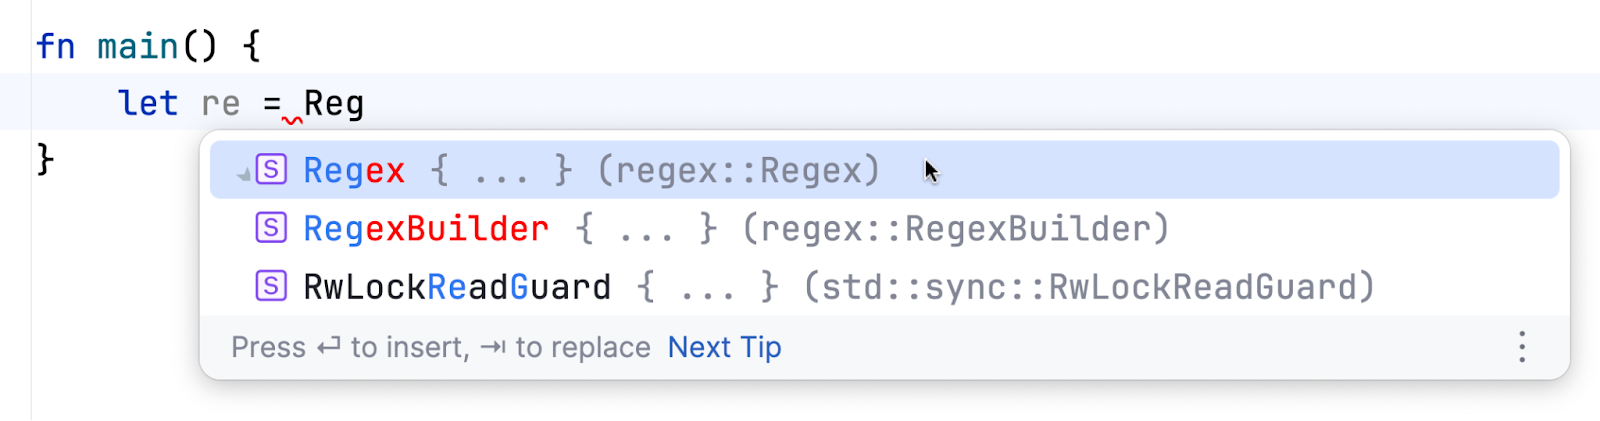 fn main() {
let re = Reg
}
S Regex { ... } (regex::Regex)
S RegexBuilder { ... } (regex::RegexBuilder)
S RwLockReadGuard { ... } (std::sync::RwLockReadGuard)
Press ⏎ to insert, ⇥ to replace Next Tip